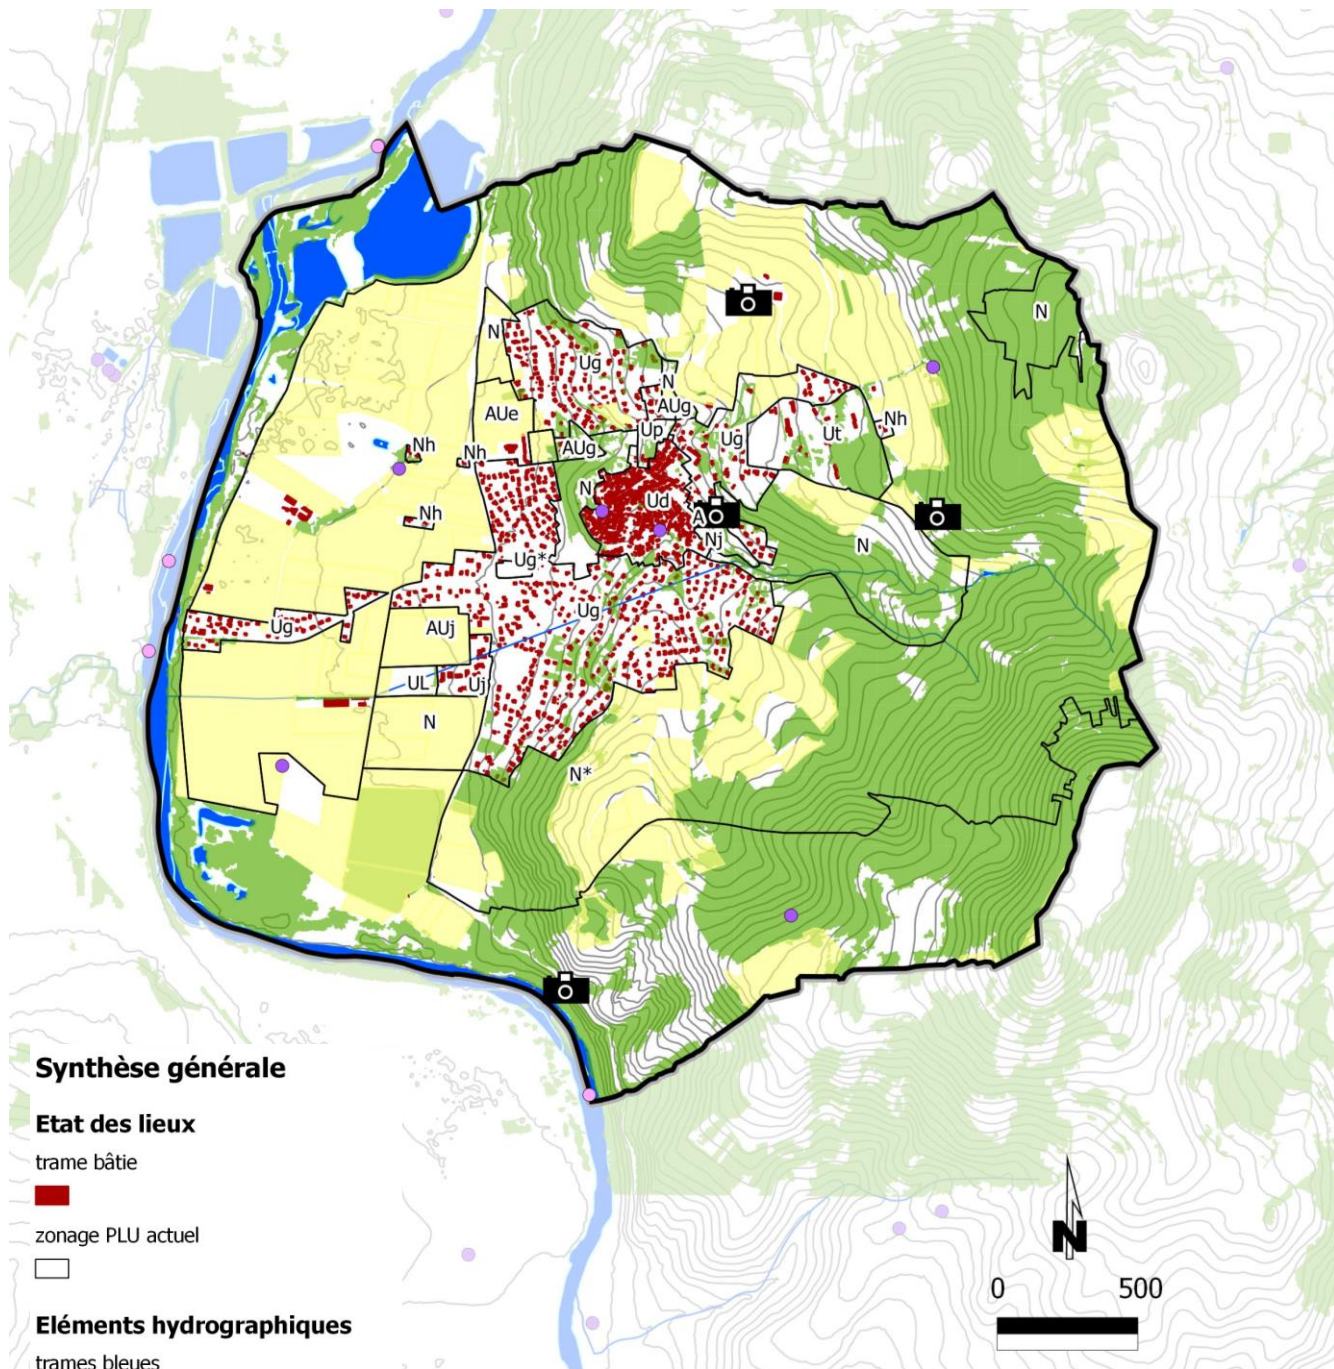 N
N
Ug
N
AUg
AUe
Up
Ug
Ut
Nh
Nh
AUg
Nh
N
Ud
Nh
A
Nj
N
Ug*
Ug
Ug
AUj
UL
Uj
N
N*
Synthèse générale
Etat des lieux
trame bâtie
zonage PLU actuel
Eléments hydrographiques
trames bleues
N
0 500